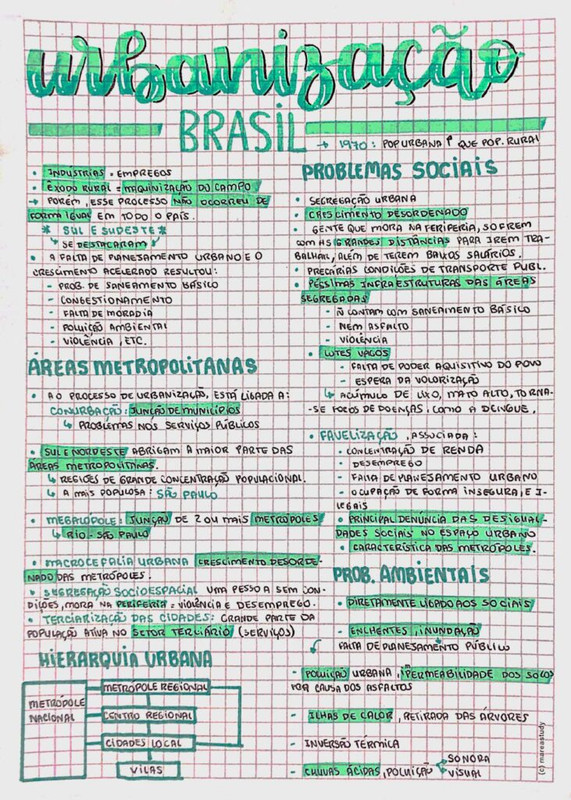 urbanização
BRASIL
→ 1970: POP URBANA ↑ QUE POP. RURAL
• INDÚSTRIAS • EMPREGOS
• ÊXODO RURAL = MAQUINIZAÇÃO DO CAMPO
→ PORÉM, ESSE PROCESSO NÃO OCORREU DE
FORMA IGUAL EM TODO O PAÍS.
* SUL E SUDESTE *
↳ SE DESTACARAM
• A FALTA DE PLANEJAMENTO URBANO E O
CRESCIMENTO ACELERADO RESULTOU:
- PROB. DE SANEAMENTO BÁSICO
- CONGESTIONAMENTO
- FALTA DE MORADIA
- POLUIÇÃO AMBIENTAL
- VIOLÊNCIA, ETC.
ÁREAS METROPOLITANAS
• AO PROCESSO DE URBANIZAÇÃO, ESTÁ LIGADA A:
CONURBAÇÃO: JUNÇÃO DE MUNICÍPIOS
↳ PROBLEMAS NOS SERVIÇOS PÚBLICOS
• SUL E NORDESTE ABRIGAM A MAIOR PARTE DAS
ÁREAS METROPOLITINAS.
↳ REGIÕES DE GRANDE CONCENTRAÇÃO POPULACIONAL.
↳ A MAIS POPULOSA: SÃO PAULO
• MEGALÓPOLE: JUNÇÃO DE 2 OU MAIS METRÓPOLES
↳ RIO - SÃO PAULO
• MACROCEFALIA URBANA: CRESCIMENTO DESORDE-
NADO DAS METRÓPOLES.
• SEGREGAÇÃO SOCIOESPACIAL: UMA PESSOA SEM CON-
DIÇÕES, MORA NA PERIFERIA = VIOLÊNCIA E DESEMPREGO.
• TERCIARIZAÇÃO DAS CIDADES: GRANDE PARTE DA
POPULAÇÃO ATIVA NO SETOR TERCIÁRIO (SERVIÇOS)
HIERARQUIA URBANA
METRÓPOLE
NACIONAL
METRÓPOLE REGIONAL
CENTRO REGIONAL
CIDADES LOCAL
VILAS
PROBLEMAS SOCIAIS
• SEGREGAÇÃO URBANA
• CRESCIMENTO DESORDENADO
• GENTE QUE MORA NA PERIFERIA, SOFREM
COM AS GRANDES DISTÂNCIAS PARA IREM TRA-
BALHAR, ALÉM DE TEREM BAIXOS SALÁRIOS.
• PRECÁRIAS CONDIÇÕES DE TRANSPORTE PUBL.
• PÉSSIMAS INFRAESTRUTURAS DAS ÁREAS
SEGREGADAS
- Ñ CONTAM COM SANEAMENTO BÁSICO
- NEM ASFALTO
- VIOLÊNCIA
• LOTES VAGOS
- FALTA DE PODER AQUISITIVO DO POVO
- ESPERA DA VALORIZAÇÃO
↳ ACÚMULO DE LIXO, MATO ALTO, TORNA-
-SE FOCOS DE DOENÇAS, COMO A DENGUE.
• FAVELIZAÇÃO, ASSOCIADA:
• CONCENTRAÇÃO DE RENDA
• DESEMPREGO
• FALTA DE PLANEJAMENTO URBANO
• OCUPAÇÃO DE FORMA INSEGURA, E I-
LEGAIS
• PRINCIPAL DENÚNCIA DAS DESIGUAL-
DADES SOCIAIS NO ESPAÇO URBANO
• CARACTERÍSTICA DAS METRÓPOLES.
PROB. AMBIENTAIS
• DIRETAMENTE LIGADO AOS SOCIAIS
• ENCHENTES, INUNDAÇÃO
FALTA DE PLANEJAMENTO PÚBLICO
• POLUIÇÃO URBANA, (PERMEABILIDADE DOS SOLO)
POR CAUSA DOS ASFALTOS
• ILHAS DE CALOR, RETIRADA DAS ÁRVORES
• INVERSÃO TÉRMICA
• CHUVAS ÁCIDAS, POLUIÇÃO
SONORA
VISUAL
(c) mareastudy